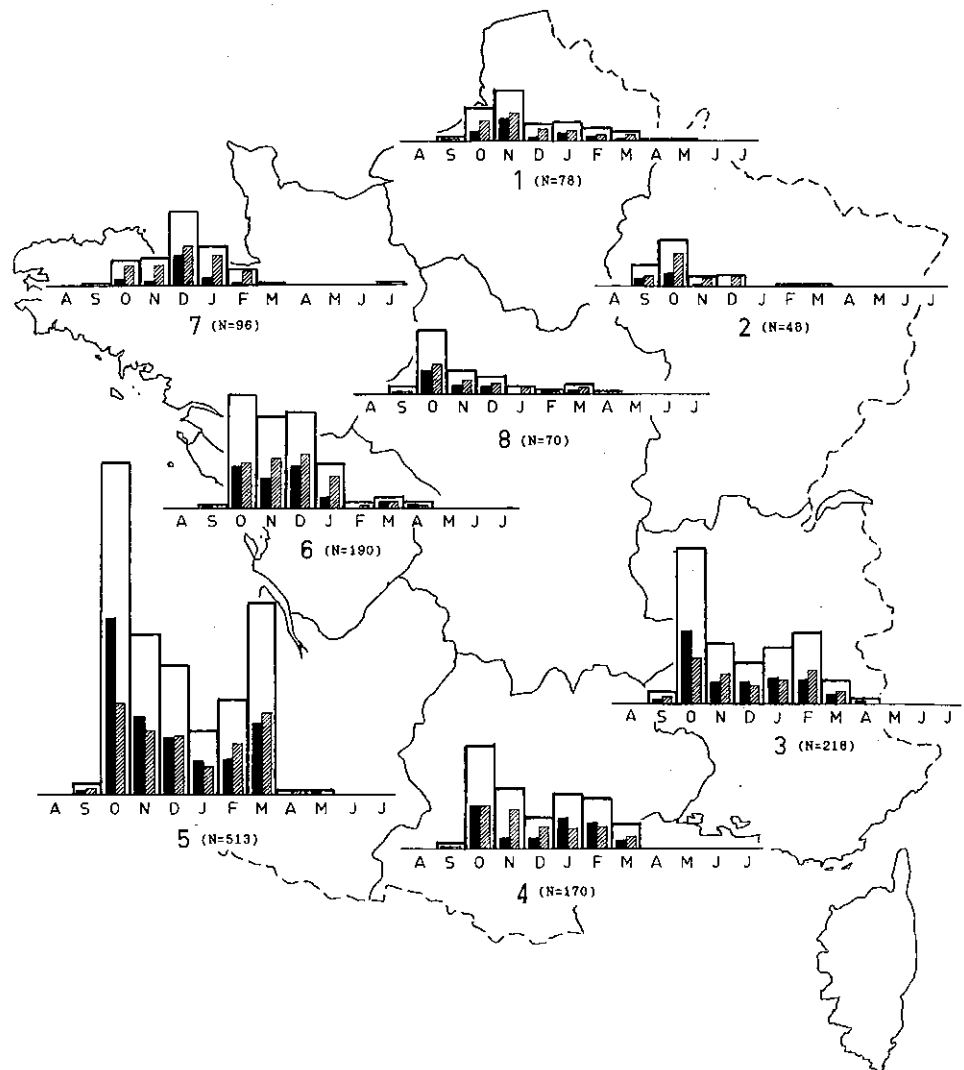 A S O N D J F M A M J J
1 (N=78)
A S O N D J F M A M J J
7 (N=96)
A S O N D J F M A M J J
2 (N=48)
A S O N D J F M A M J J
8 (N=70)
A S O N D J F M A M J J
6 (N=190)
A S O N D J F M A M J J
3 (N=218)
A S O N D J F M A M J J
5 (N=513)
A S O N D J F M A M J J
4 (N=170)